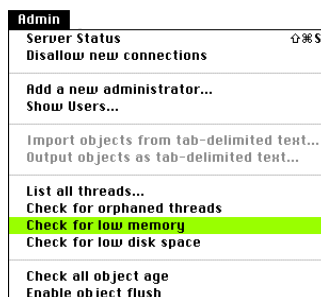 Admin
Server Status ⇧⌘S
Disallow new connections
Add a new administrator...
Show Users...
Import objects from tab-delimited text...
Output objects as tab-delimited text...
List all threads...
Check for orphaned threads
Check for low memory
Check for low disk space
Check all object age
Enable object flush